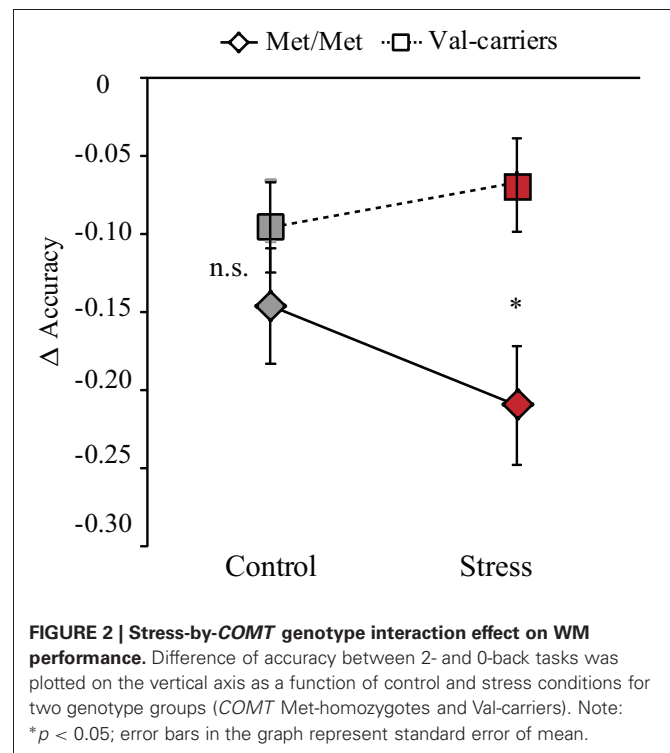 Met/Met Val-carriers
0
-0.05
-0.10
n.s.
-0.15
*
-0.20
-0.25
-0.30
Δ Accuracy
Control Stress
FIGURE 2 | Stress-by-COMT genotype interaction effect on WM
performance. Difference of accuracy between 2- and 0-back tasks was
plotted on the vertical axis as a function of control and stress conditions for
two genotype groups (COMT Met-homozygotes and Val-carriers). Note:
*p < 0.05; error bars in the graph represent standard error of mean.